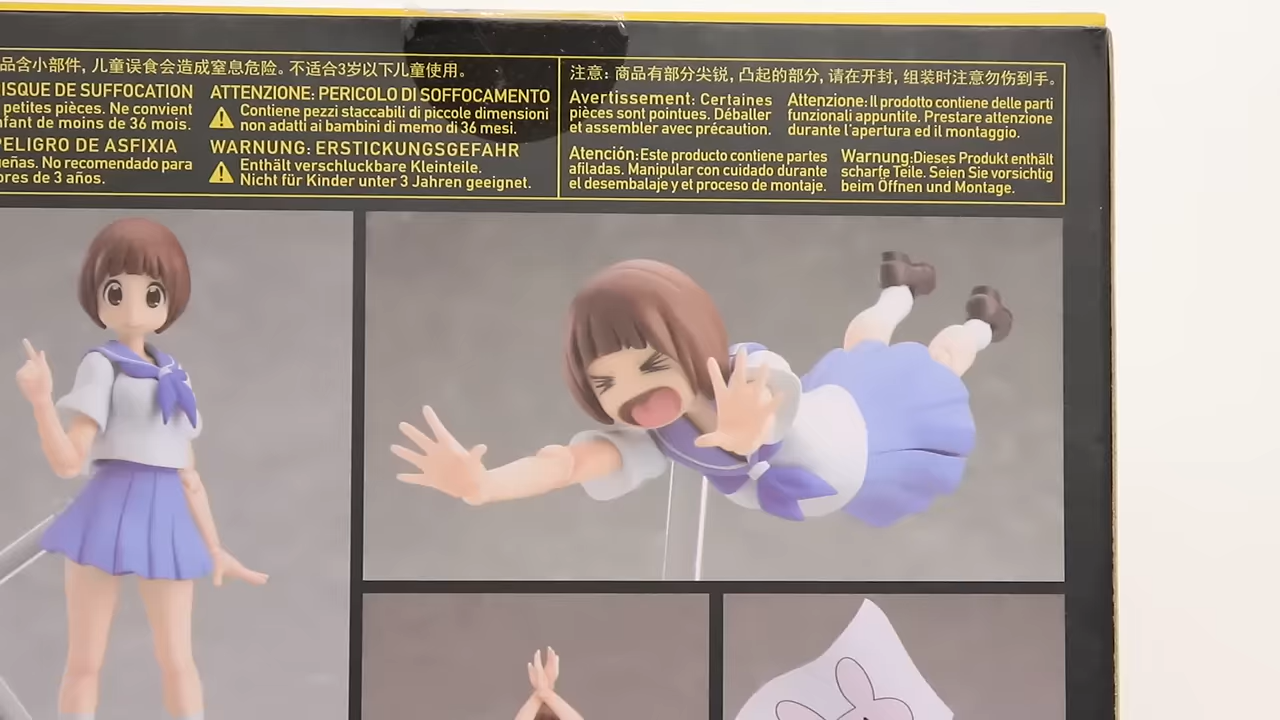 品含小部件, 儿童误食会造成窒息危险。不适合3岁以下儿童使用。
ISQUE DE SUFFOCATION
petites pièces. Ne convient
nfant de moins de 36 mois.
PELIGRO DE ASFIXIA
ueñas. No recomendado para
ores de 3 años.
ATTENZIONE: PERICOLO DI SOFFOCAMENTO
Contiene pezzi staccabili di piccole dimensioni
non adatti ai bambini di memo di 36 mesi.
WARNUNG: ERSTICKUNGSGEFAHR
Enthält verschluckbare Kleinteile.
Nicht für Kinder unter 3 Jahren geeignet.
注意: 商品有部分尖锐, 凸起的部分, 请在开封, 组装时注意勿伤到手。
Avertissement: Certaines
pièces sont pointues. Déballer
et assembler avec précaution.
Attenzione: Il prodotto contiene delle parti
funzionali appuntite. Prestare attenzione
durante l'apertura ed il montaggio.
Atención: Este producto contiene partes
afiladas. Manipular con cuidado durante
el desembalaje y el proceso de montaje.
Warnung: Dieses Produkt enthält
scharfe Teile. Seien Sie vorsichtig
beim Öffnen und Montage.